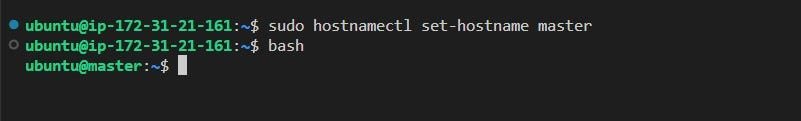 ubuntu@ip-172-31-21-161:~$ sudo hostnamectl set-hostname master
ubuntu@ip-172-31-21-161:~$ bash
ubuntu@master:~$